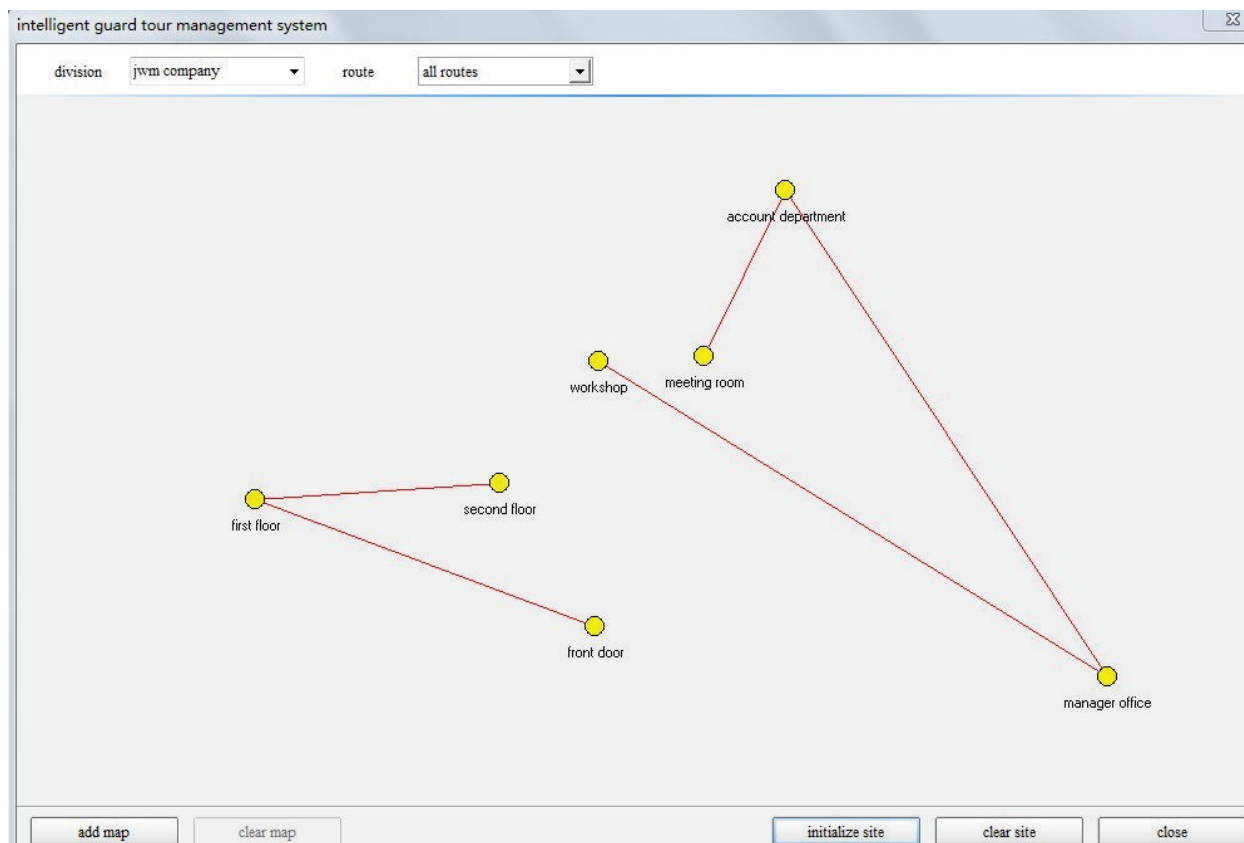 intelligent guard tour management system
division jwm company route all routes
account department
meeting room
workshop
second floor
first floor
front door
manager office
add map clear map initialize site clear site close